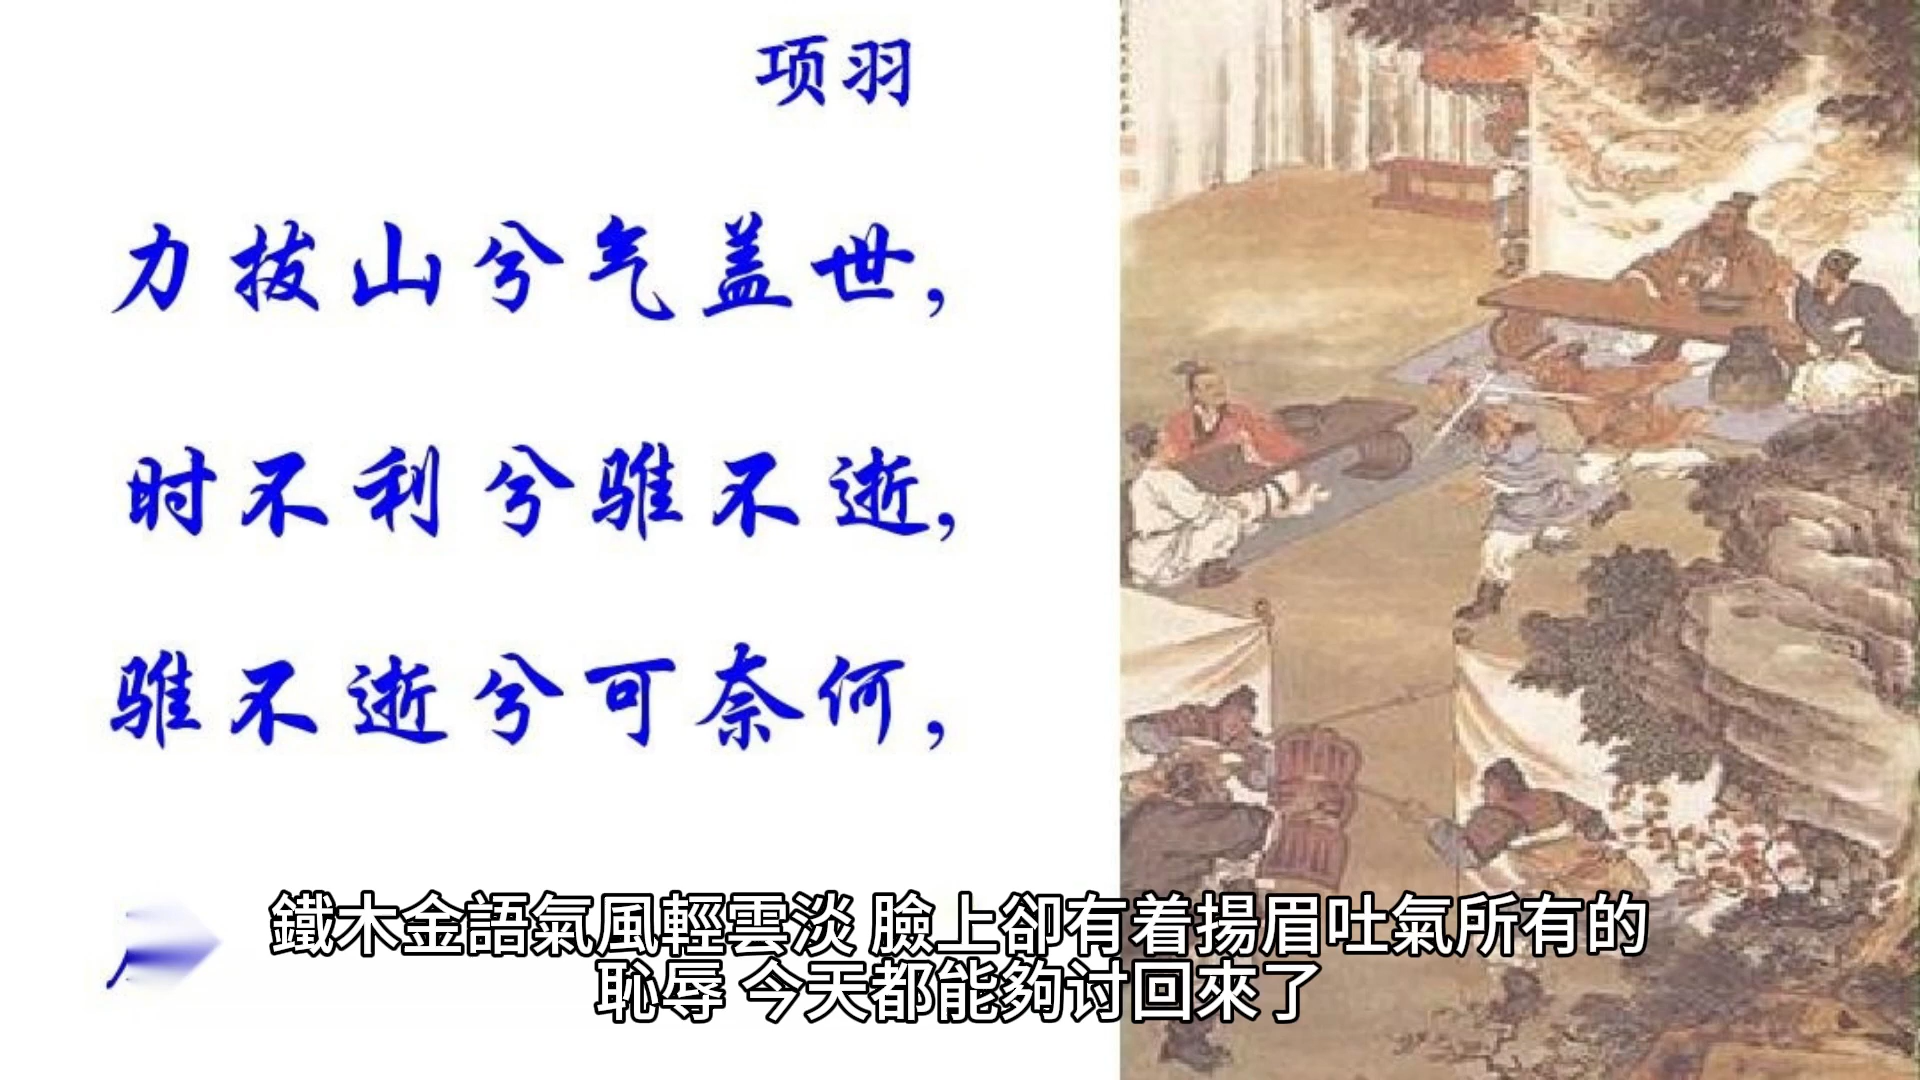 项羽
力拔山兮气盖世,
时不利兮骓不逝,
骓不逝兮可奈何,
鐵木金語氣風輕雲淡 臉上卻有着揚眉吐氣所有的
恥辱 今天都能夠讨回來了